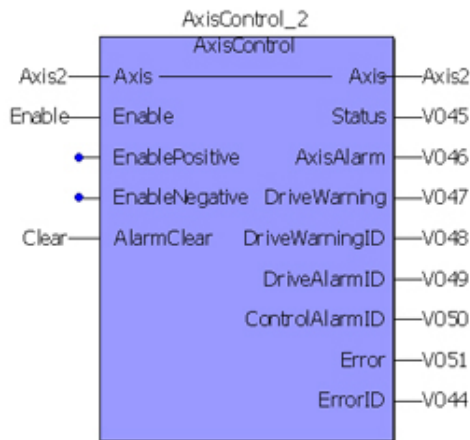 AxisControl_2
AxisControl
Axis2 Axis Axis Axis2
Enable Enable Status V045
EnablePositive AxisAlarm V046
EnableNegative DriveWarning V047
Clear AlarmClear DriveWarningID V048
DriveAlarmID V049
ControlAlarmID V050
Error V051
ErrorID V044